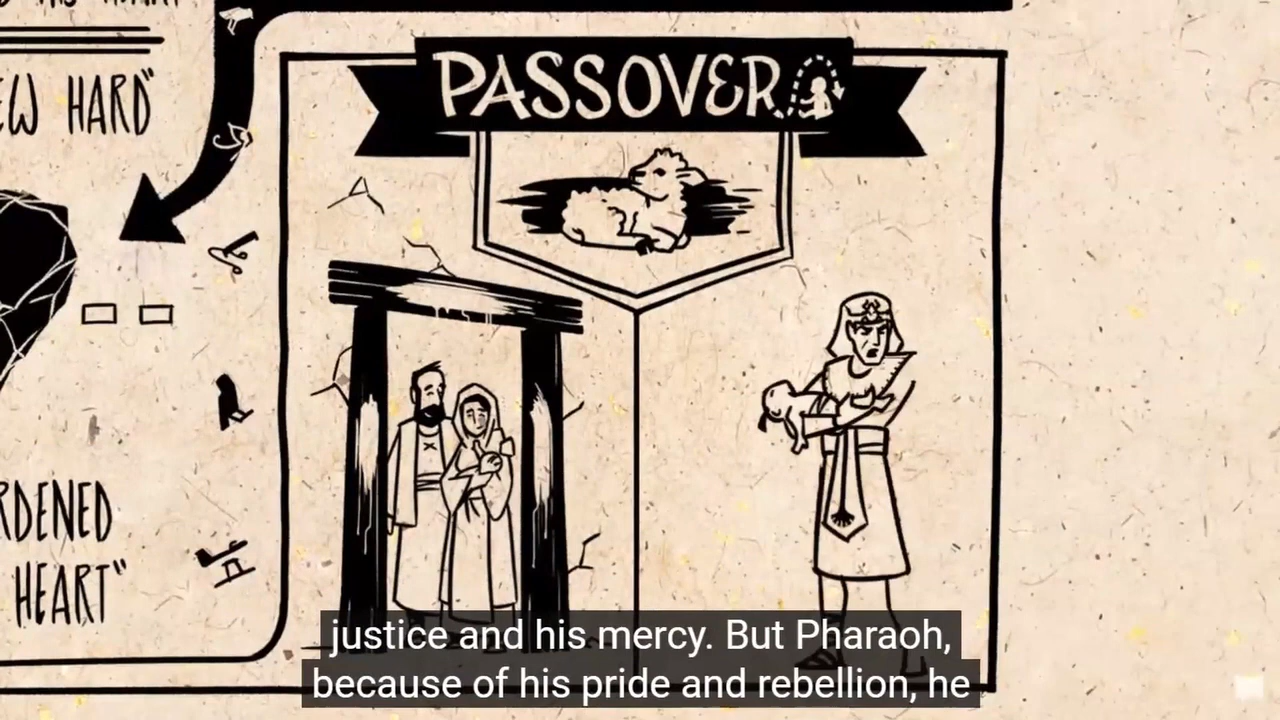 EW HARD"
PASSOVER
RDENED
HEART"
justice and his mercy. But Pharaoh,
because of his pride and rebellion, he